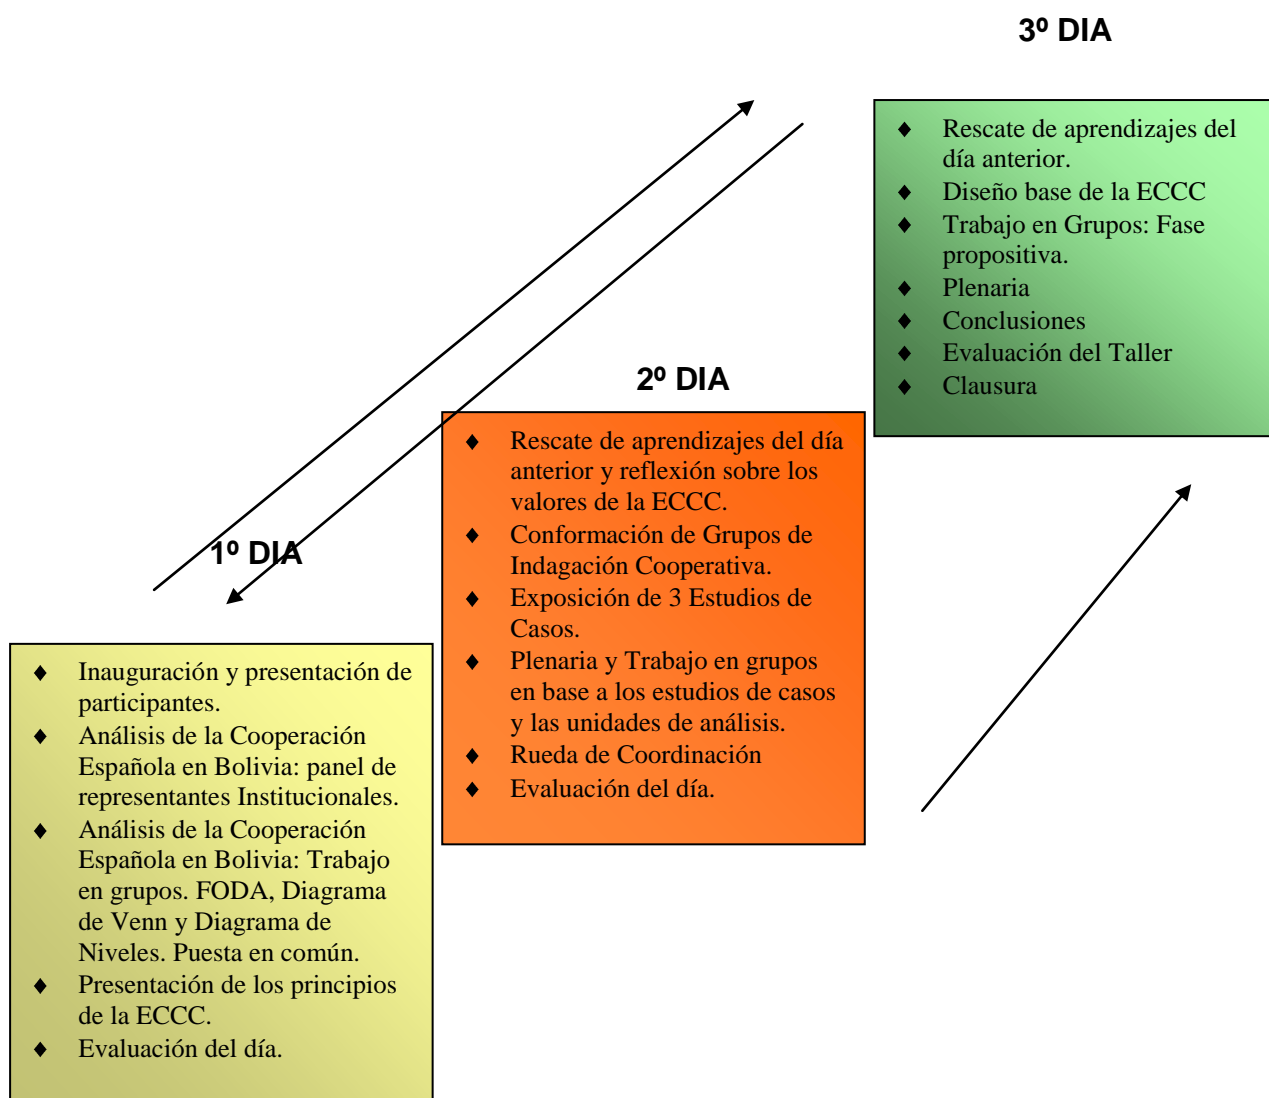 1º DIA
♦ Inauguración y presentación de
participantes.
♦ Análisis de la Cooperación
Española en Bolivia: panel de
representantes Institucionales.
♦ Análisis de la Cooperación
Española en Bolivia: Trabajo
en grupos. FODA, Diagrama
de Venn y Diagrama de
Niveles. Puesta en común.
♦ Presentación de los principios
de la ECCC.
♦ Evaluación del día.
2º DIA
♦ Rescate de aprendizajes del día
anterior y reflexión sobre los
valores de la ECCC.
♦ Conformación de Grupos de
Indagación Cooperativa.
♦ Exposición de 3 Estudios de
Casos.
♦ Plenaria y Trabajo en grupos
en base a los estudios de casos
y las unidades de análisis.
♦ Rueda de Coordinación
♦ Evaluación del día.
3º DIA
♦ Rescate de aprendizajes del
día anterior.
♦ Diseño base de la ECCC
♦ Trabajo en Grupos: Fase
propositiva.
♦ Plenaria
♦ Conclusiones
♦ Evaluación del Taller
♦ Clausura